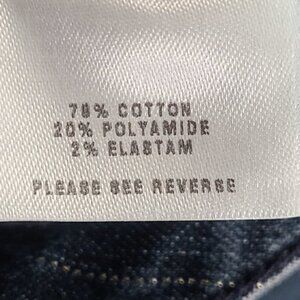 78% COTTON
20% POLYAMIDE
2% ELASTAM
PLEASE SEE REVERSE